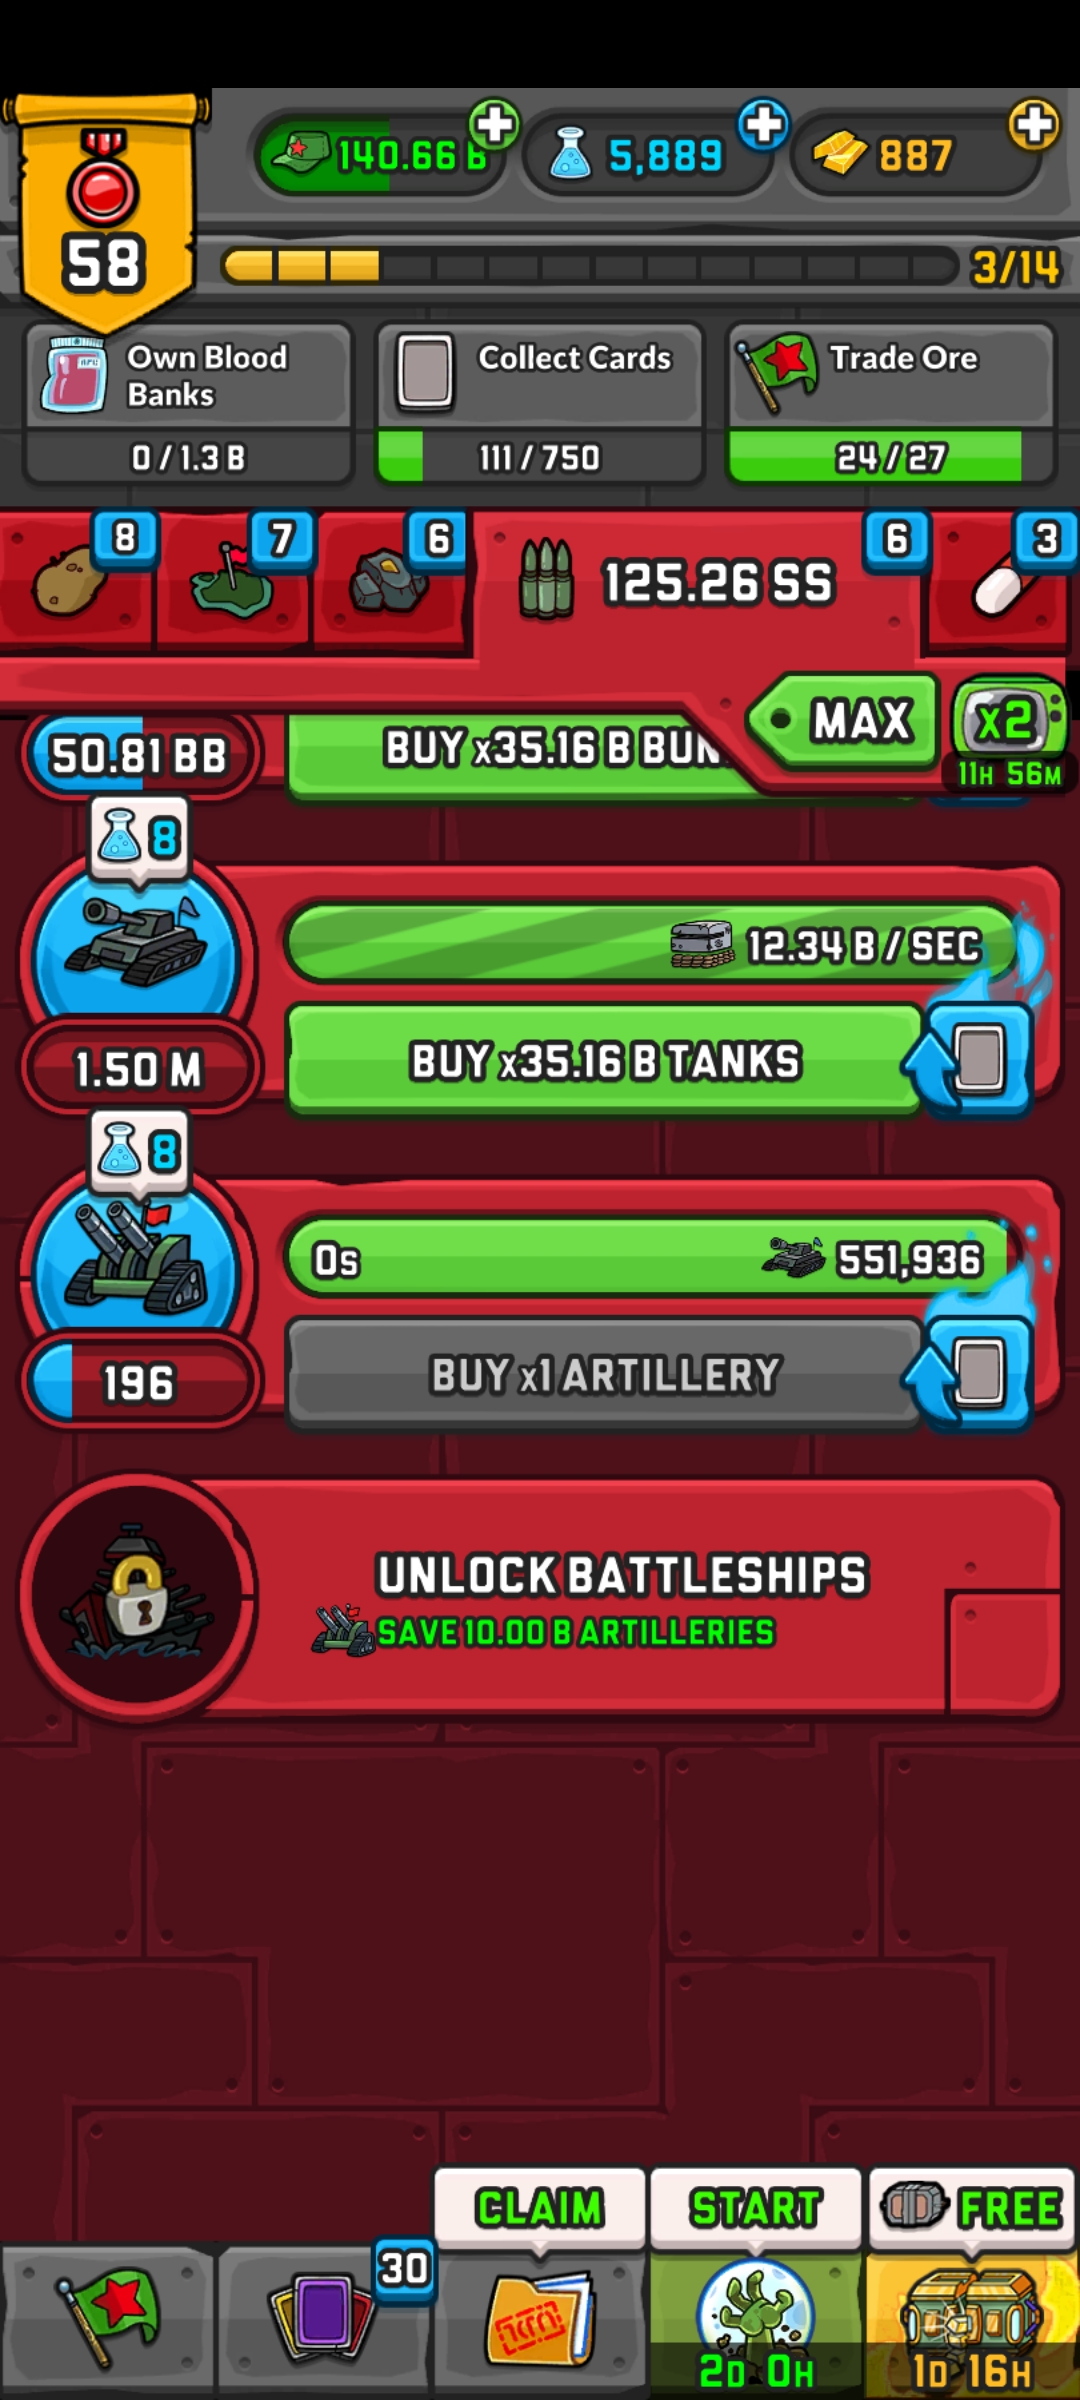 58
140.66 B
5,889
887
3/14
Own Blood
Banks
0 / 1.3 B
Collect Cards
111 / 750
Trade Ore
24 / 27
8
7
6
125.26 SS
6
3
MAX
x2
11H 56M
50.81 BB
BUY x35.16 B BUN
8
12.34 B / SEC
1.50 M
BUY x35.16 B TANKS
8
0s
551,936
196
BUY x1 ARTILLERY
UNLOCK BATTLESHIPS
SAVE 10.00 B ARTILLERIES
CLAIM
START
FREE
30
2D 0H
1D 16H